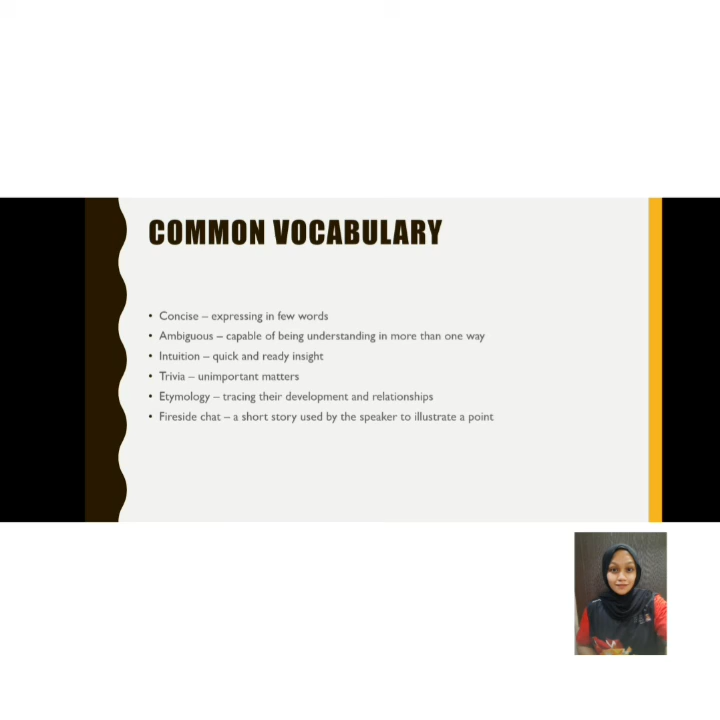 COMMON VOCABULARY
• Concise – expressing in few words
• Ambiguous – capable of being understanding in more than one way
• Intuition – quick and ready insight
• Trivia – unimportant matters
• Etymology – tracing their development and relationships
• Fireside chat – a short story used by the speaker to illustrate a point